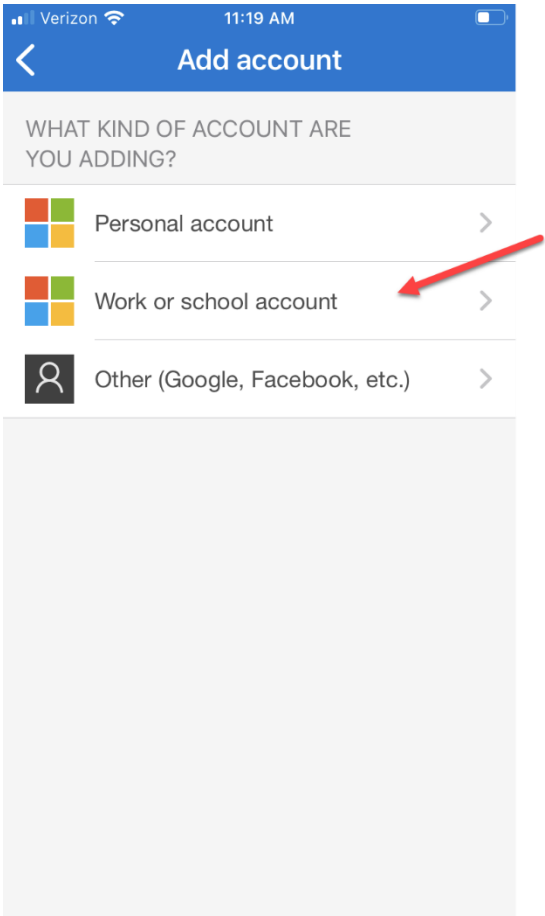 Verizon 11:19 AM
Add account
WHAT KIND OF ACCOUNT ARE
YOU ADDING?
Personal account
Work or school account
Other (Google, Facebook, etc.)